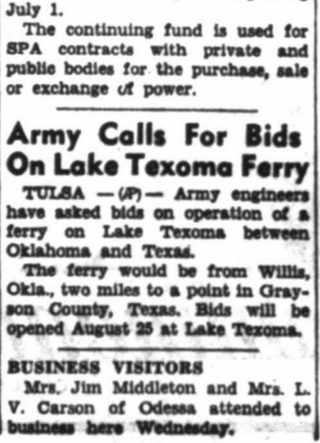 July 1.
The continuing fund is used for
SPA contracts with private and
public bodies for the purchase, sale
or exchange of power.
Army Calls For Bids
On Lake Texoma Ferry
TULSA —(AP)— Army engineers
have asked bids on operation of a
ferry on Lake Texoma between
Oklahoma and Texas.
The ferry would be from Willis,
Okla., two miles to a point in Gray-
son County, Texas. Bids will be
opened August 25 at Lake Texoma.
BUSINESS VISITORS
Mrs. Jim Middleton and Mrs. L.
V. Carson of Odessa attended to
business here Wednesday.